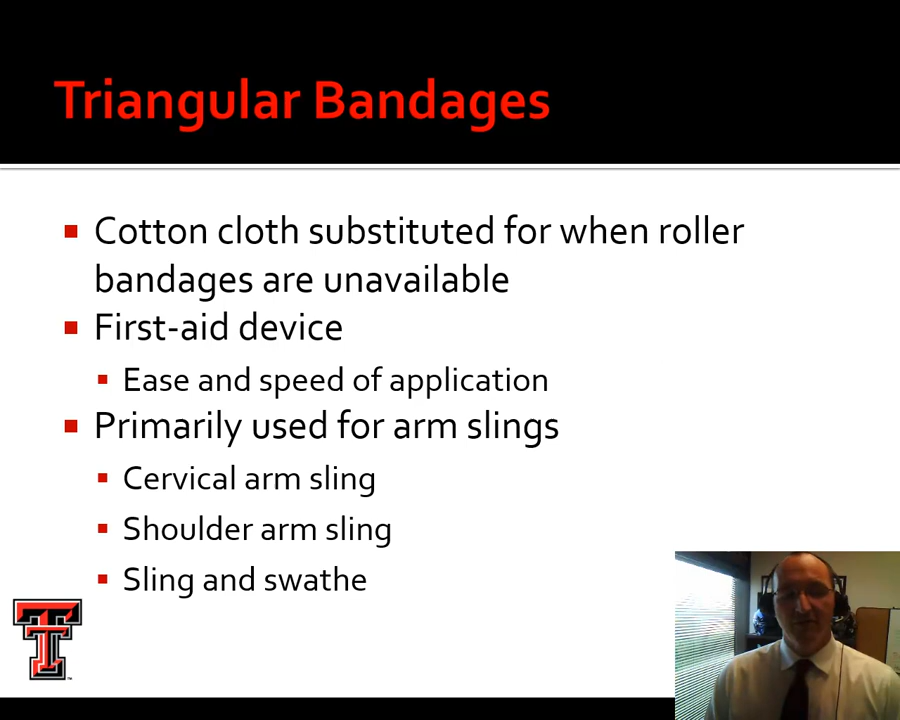 Triangular Bandages
Cotton cloth substituted for when roller
bandages are unavailable
First-aid device
Ease and speed of application
Primarily used for arm slings
Cervical arm sling
Shoulder arm sling
Sling and swathe